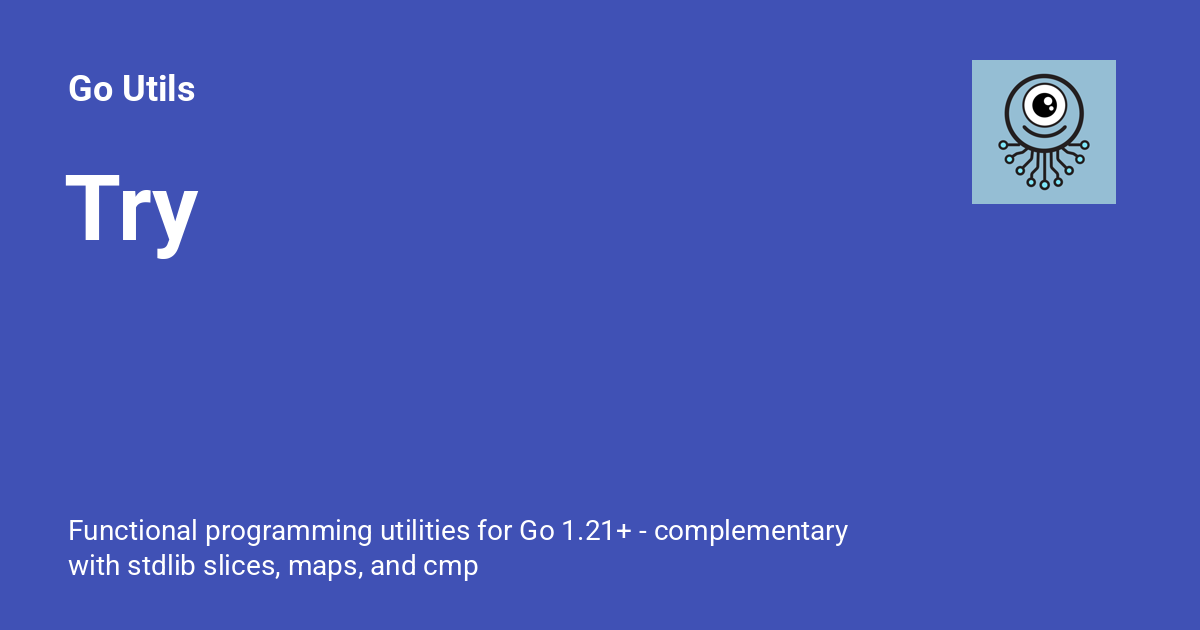 Go Utils
Try
Functional programming utilities for Go 1.21+ - complementary
with stdlib slices, maps, and cmp